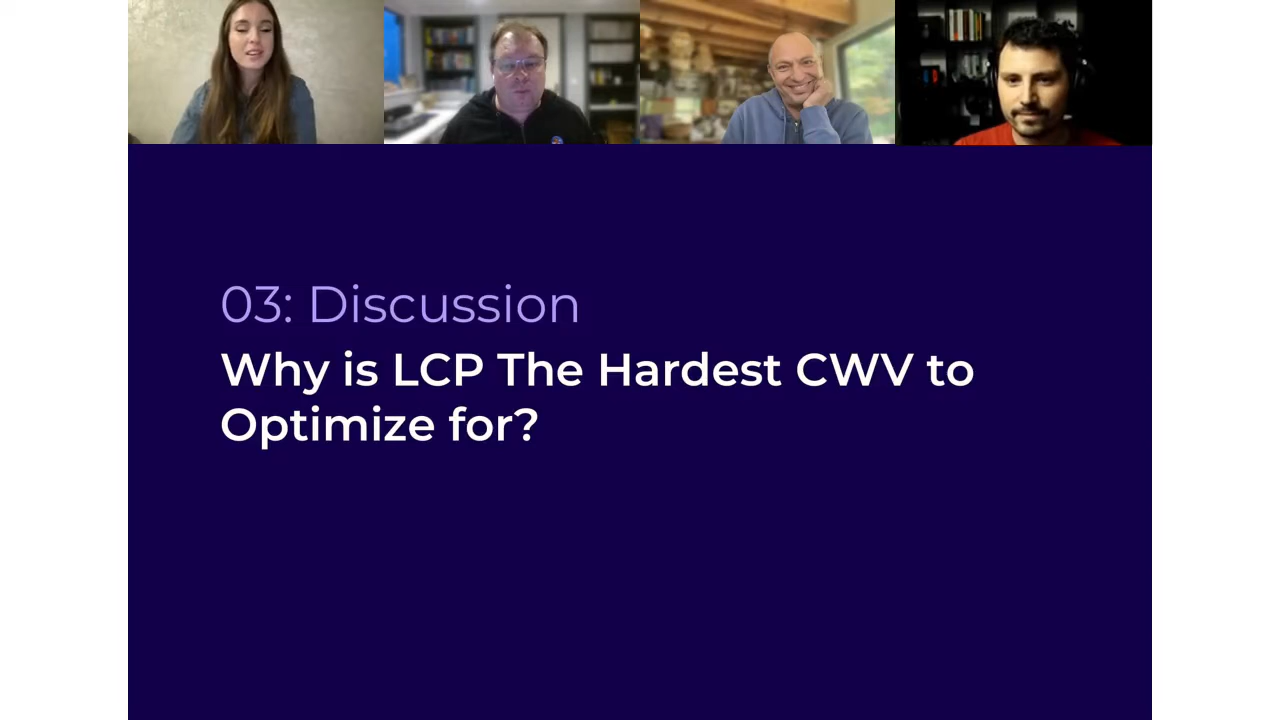 03: Discussion
Why is LCP The Hardest CWV to
Optimize for?